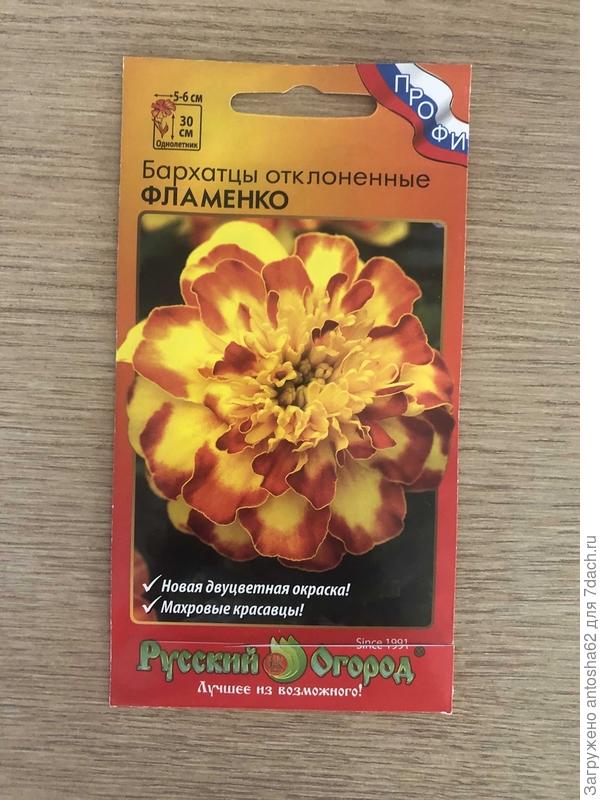 5-6 см
30
см
Однолетник
ПРОФИ
Бархатцы отклоненные
ФЛАМЕНКО
✓ Новая двуцветная окраска!
✓ Махровые красавцы!
Since 1991
Русский Огород®
Лучшее из возможного!
Загружено antosha62 для 7dach.ru